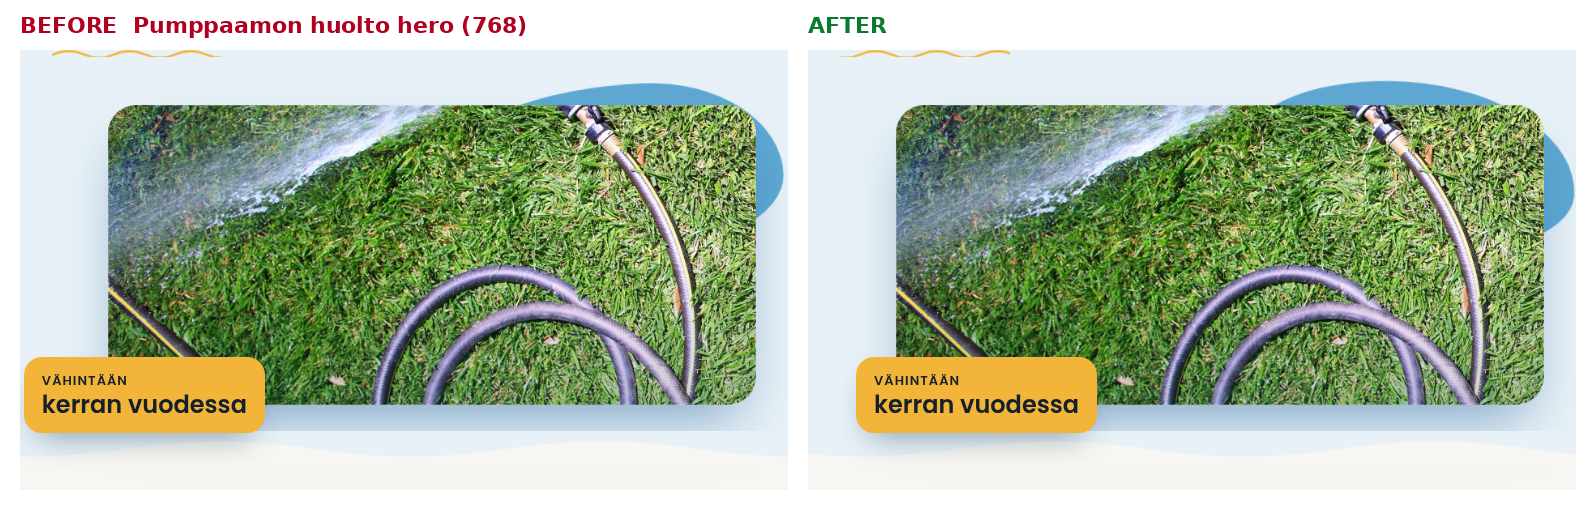 BEFORE  Pumppaamon huolto hero (768)
AFTER
VÄHINTÄÄN
kerran vuodessa
VÄHINTÄÄN
kerran vuodessa